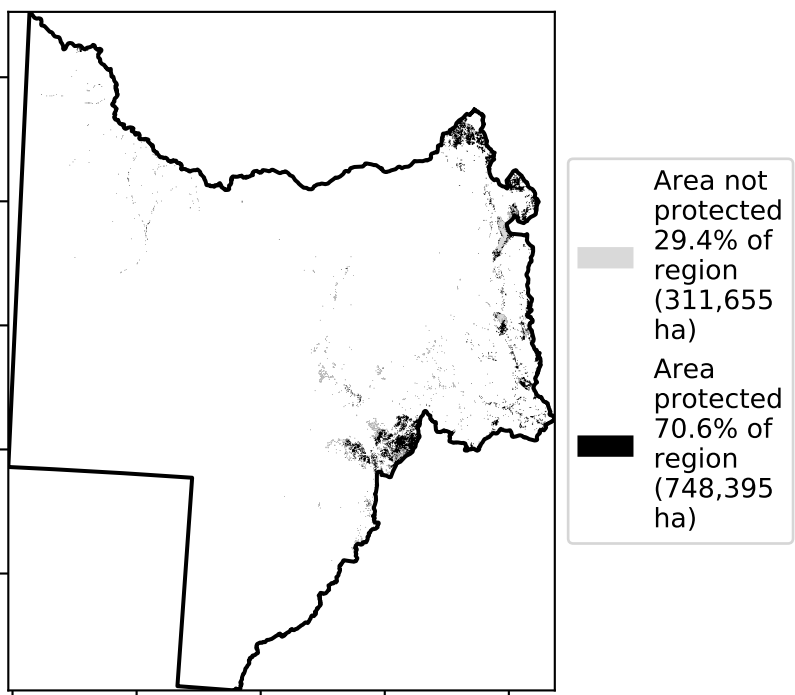 Area not
protected
29.4% of
region
(311,655
ha)
Area
protected
70.6% of
region
(748,395
ha)